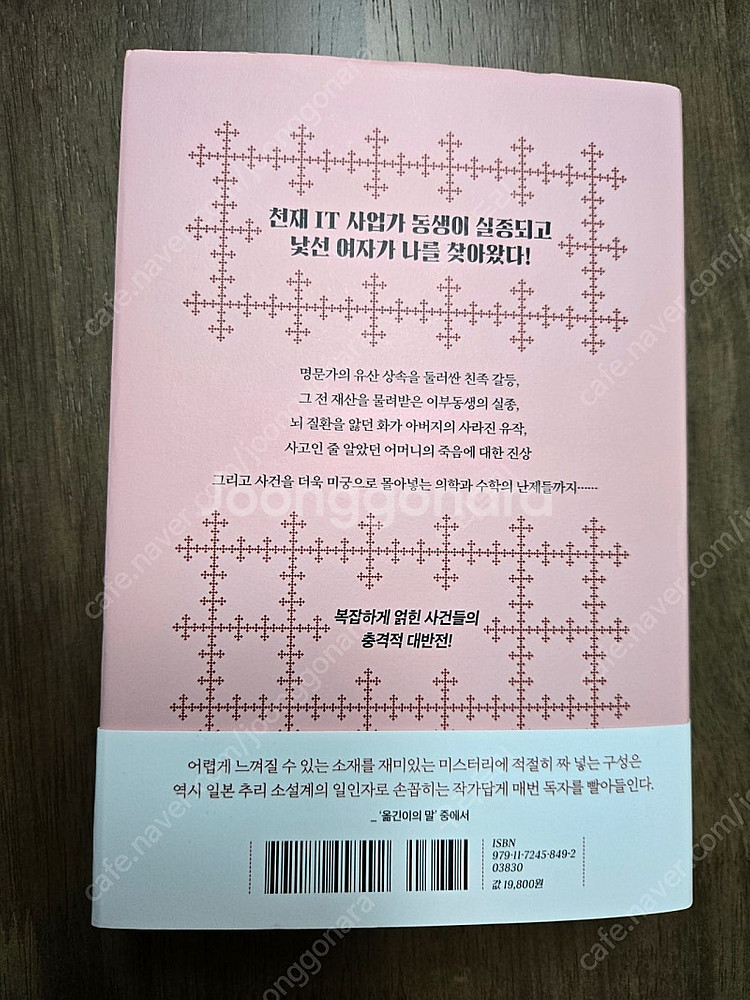 천재 IT 사업가 동생이 실종되고
낯선 여자가 나를 찾아왔다!
명문가의 유산 상속을 둘러싼 친족 갈등,
그 전 재산을 물려받은 이부동생의 실종,
뇌 질환을 앓던 화가 아버지의 사라진 유작,
사고인 줄 알았던 어머니의 죽음에 대한 진상
그리고 사건을 더욱 미궁으로 몰아넣는 의학과 수학의 난제들까지……
Joonggonara
복잡하게 얽힌 사건들의
충격적 대반전!
어렵게 느껴질 수 있는 소재를 재미있는 미스터리에 적절히 짜 넣는 구성은
역시 일본 추리 소설계의 일인자로 손꼽히는 작가답게 매번 독자를 빨아들인다.
_ '옮긴이의 말' 중에서
ISBN
979-11-7245-849-2
03830
값 19,800원
cafe.naver.com/joonggonara